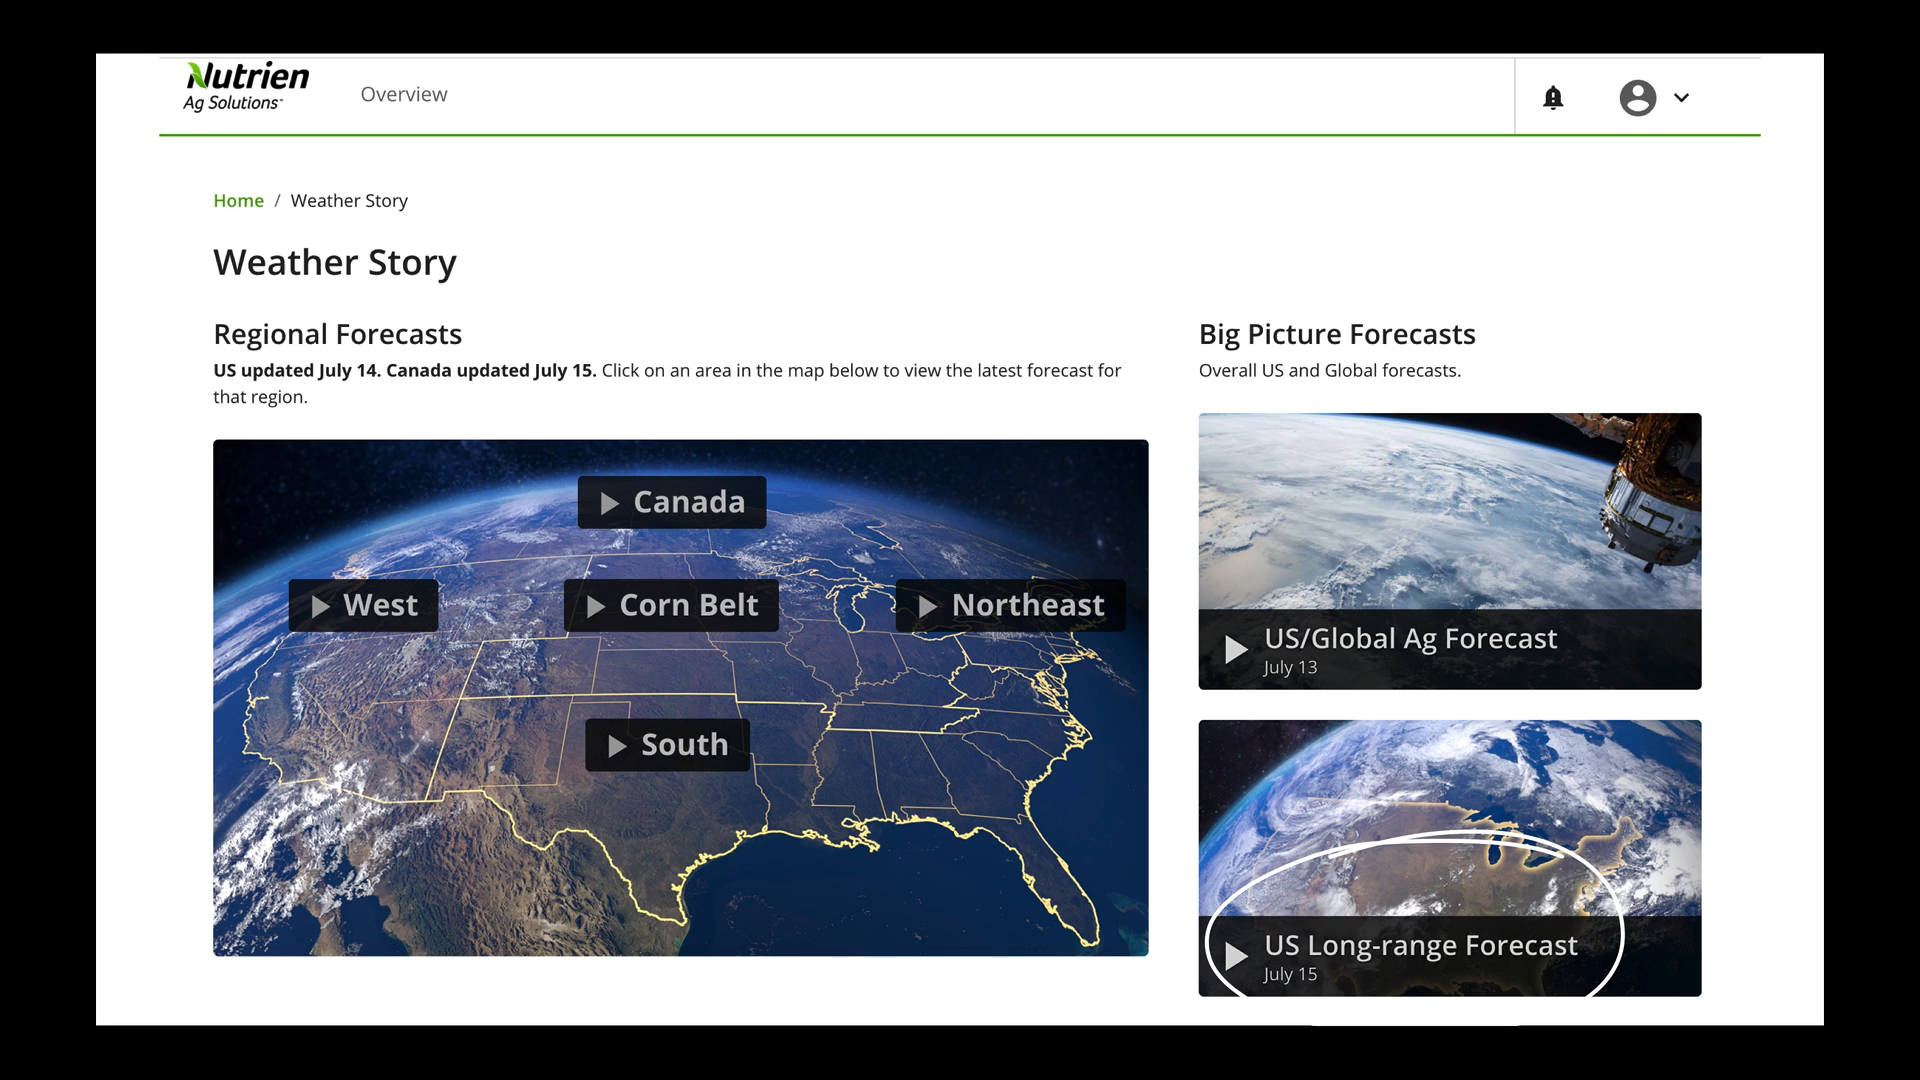 Nutrien
Ag Solutions™
Overview
Home / Weather Story
Weather Story
Regional Forecasts
US updated July 14. Canada updated July 15. Click on an area in the map below to view the latest forecast for
that region.
Canada
West
Corn Belt
Northeast
South
Big Picture Forecasts
Overall US and Global forecasts.
US/Global Ag Forecast
July 13
US Long-range Forecast
July 15